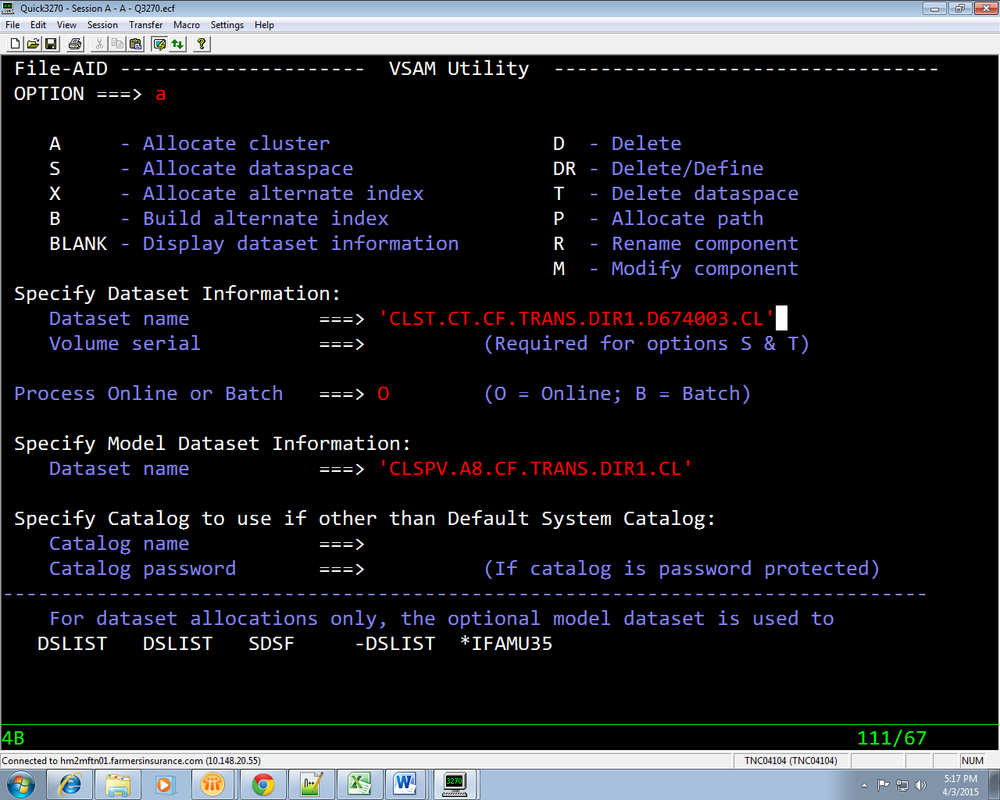 Quick3270 - Session A - A - Q3270.ecf
File Edit View Session Transfer Macro Settings Help
File-AID --------------------- VSAM Utility ---------------------------------
OPTION ===> a
A - Allocate cluster D - Delete
S - Allocate dataspace DR - Delete/Define
X - Allocate alternate index T - Delete dataspace
B - Build alternate index P - Allocate path
BLANK - Display dataset information R - Rename component
M - Modify component
Specify Dataset Information:
Dataset name ===> 'CLST.CT.CF.TRANS.DIR1.D674003.CL'
Volume serial ===> (Required for options S & T)
Process Online or Batch ===> O (O = Online; B = Batch)
Specify Model Dataset Information:
Dataset name ===> 'CLSPV.A8.CF.TRANS.DIR1.CL'
Specify Catalog to use if other than Default System Catalog:
Catalog name ===>
Catalog password ===> (If catalog is password protected)
-------------------------------------------------------------------------------
For dataset allocations only, the optional model dataset is used to
DSLIST DSLIST SDSF -DSLIST *IFAMU35
4B 111/67
Connected to hm2mftn01.farmersinsurance.com (10.148.20.55) TNC04104 (TNC04104) NUM
3270
5:17 PM
4/3/2015